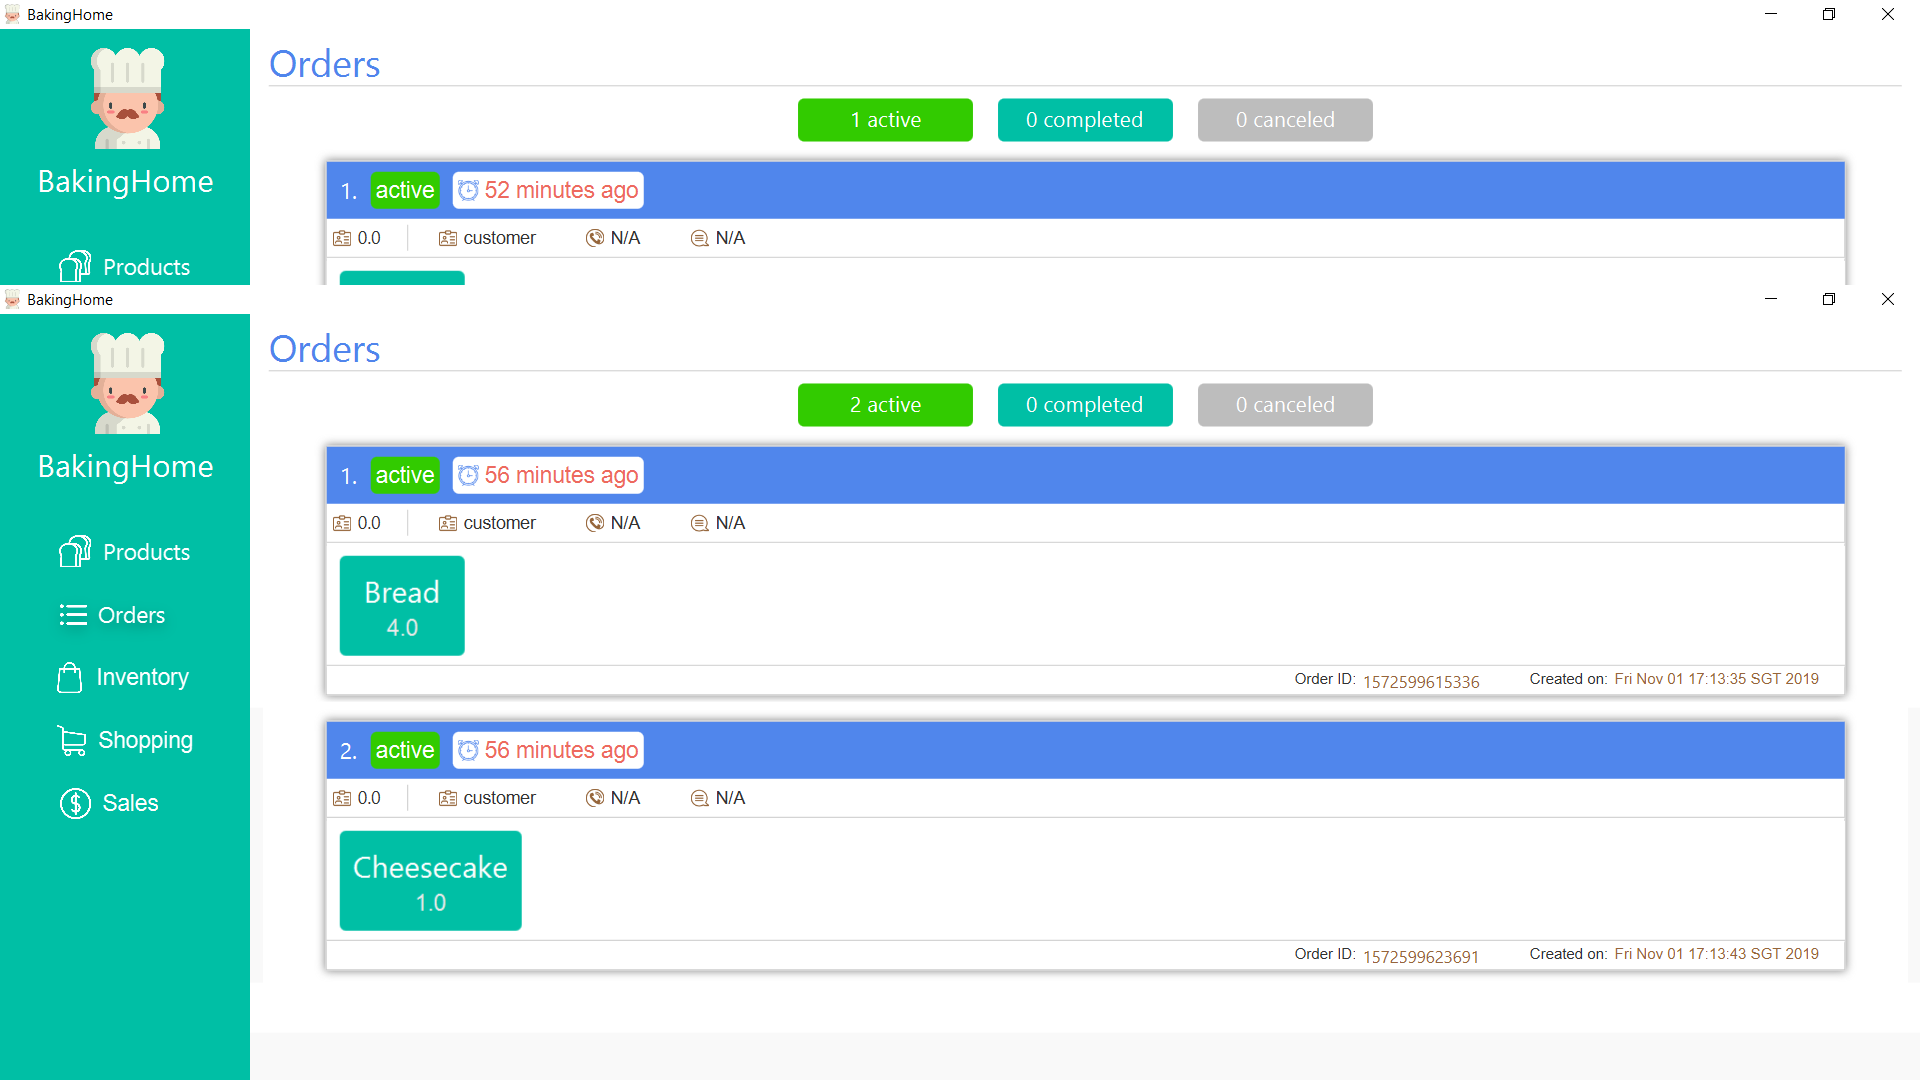 BakingHome
Orders
1 active 0 completed 0 canceled
1. active 52 minutes ago
BakingHome
0.0 customer N/A N/A
Products
BakingHome
Orders
2 active 0 completed 0 canceled
1. active 56 minutes ago
BakingHome
0.0 customer N/A N/A
Products
Orders
Inventory
Shopping
Sales
Bread
4.0
Order ID: 1572599615336 Created on: Fri Nov 01 17:13:35 SGT 2019
2. active 56 minutes ago
0.0 customer N/A N/A
Cheesecake
1.0
Order ID: 1572599623691 Created on: Fri Nov 01 17:13:43 SGT 2019